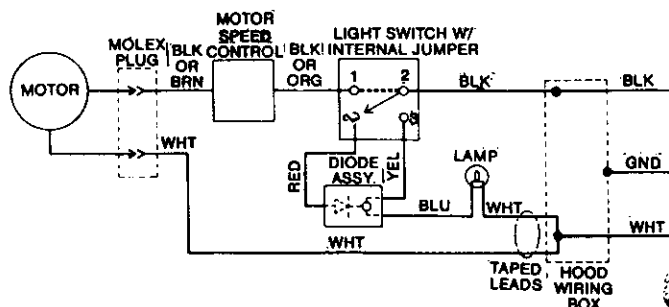 MOTOR
MOLEX
PLUG
BLK
OR
BRN
MOTOR
SPEED
CONTROL
BLK
OR
ORG
LIGHT SWITCH W/
INTERNAL JUMPER
1
2
BLK
BLK
WHT
RED
YEL
DIODE
ASSY.
LAMP
GND
BLU
WHT
WHT
WHT
TAPED
LEADS
HOOD
WIRING
BOX